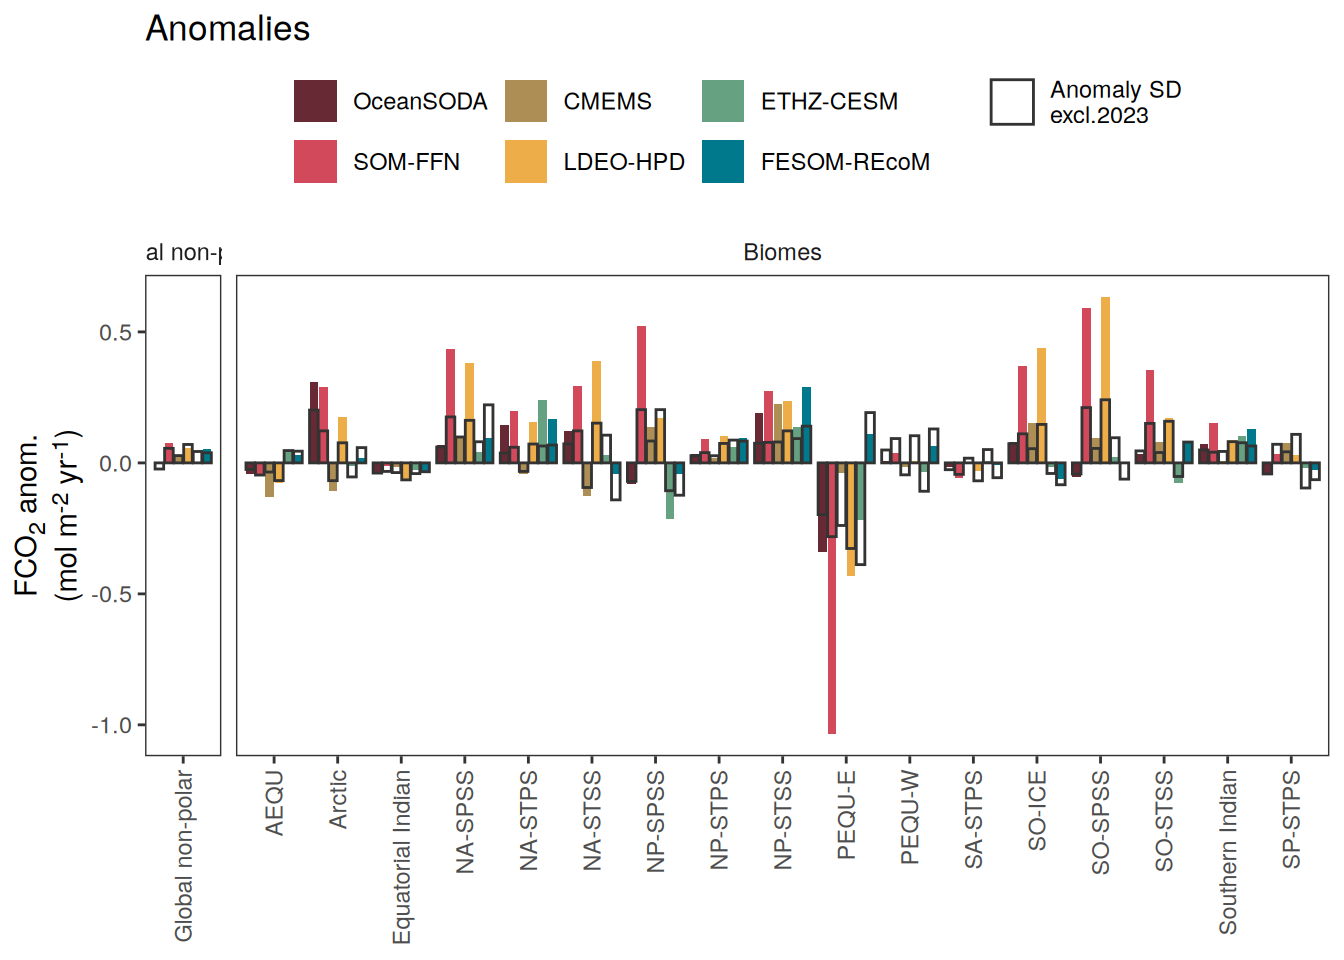 Anomalies
OceanSODA
CMEMS
ETHZ-CESM
Anomaly SD
excl.2023
SOM-FFN
LDEO-HPD
FESOM-REcoM
al non-p
Biomes
FCO2 anom.
(mol m-2 yr-1)
0.5
0.0
-0.5
-1.0
Global non-polar
AEQU
Arctic
Equatorial Indian
NA-SPSS
NA-STPS
NA-STSS
NP-SPSS
NP-STPS
NP-STSS
PEQU-E
PEQU-W
SA-STPS
SO-ICE
SO-SPSS
SO-STSS
Southern Indian
SP-STPS